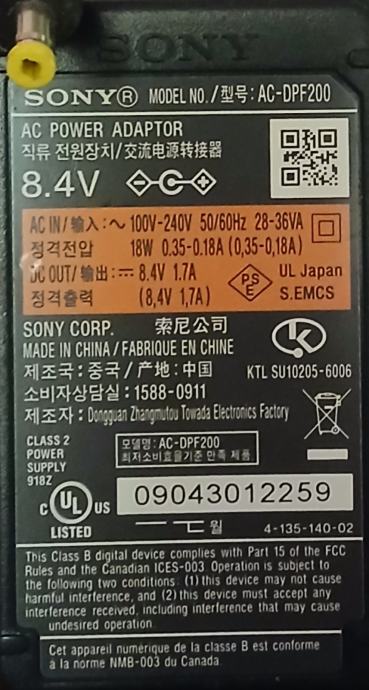 SONY
SONY® MODEL NO./型号: AC-DPF200
AC POWER ADAPTOR
직류 전원장치/交流电源转接器
8.4V
AC IN/输入: ~ 100V-240V 50/60Hz 28-36VA
정격전압 18W 0.35-0.18A (0,35-0,18A)
DC OUT/输出: ⎓ 8.4V 1.7A
정격출력 (8,4V 1,7A)
PSE
UL Japan
S.EMCS
SONY CORP. 索尼公司
MADE IN CHINA / FABRIQUE EN CHINE
제조국: 중국 / 产地: 中国
KTL SU10205-6006
소비자상담실: 1588-0911
제조자: Dongguan Zhangmutou Towada Electronics Factory
CLASS 2
POWER
SUPPLY
918Z
모델명: AC-DPF200
최저소비효율기준 만족 제품
C UL US
LISTED
09043012259
월
4-135-140-02
This Class B digital device complies with Part 15 of the FCC
Rules and the Canadian ICES-003 Operation is subject to
the following two conditions: (1) this device may not cause
harmful interference, and (2) this device must accept any
interference received, including interference that may cause
undesired operation
Cet appareil numérique de la classe B est conforme
à la norme NMB-003 du Canada